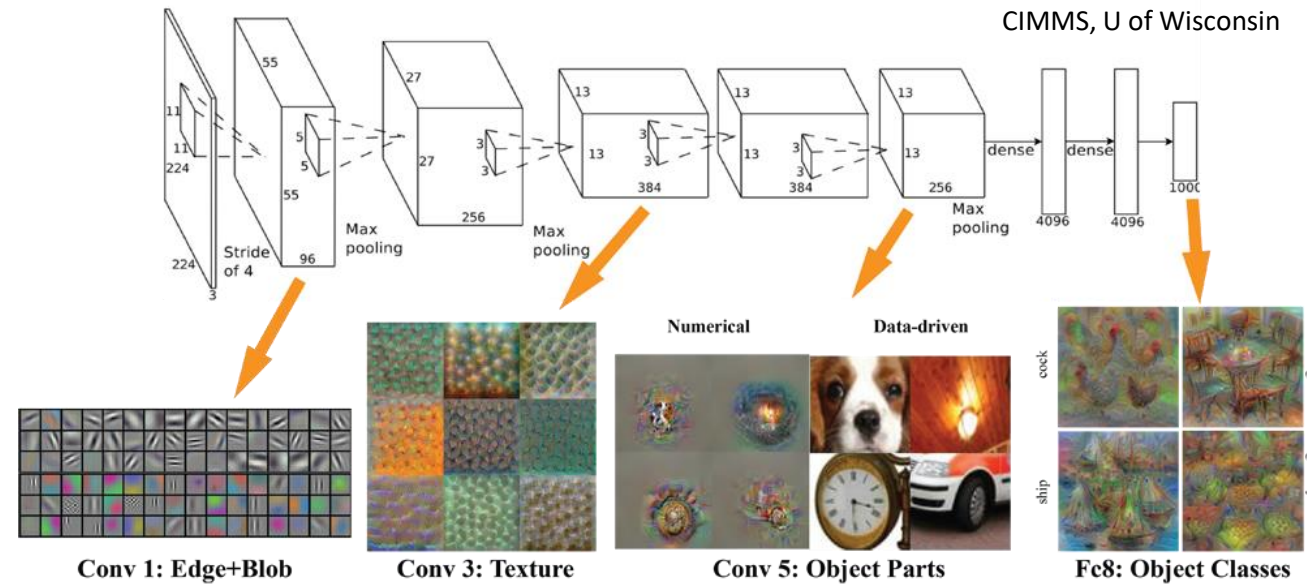 CIMMS, U of Wisconsin
55
27
13
13
13
11
11
224
5
5
55
3
3
27
3
3
13
3
3
13
13
dense
dense
384
384
256
1000
256
Max
pooling
4096
4096
Max
pooling
Max
pooling
Stride
of 4
96
224
3
Numerical
Data-driven
cock
ship
Conv 1: Edge+Blob
Conv 3: Texture
Conv 5: Object Parts
Fc8: Object Classes